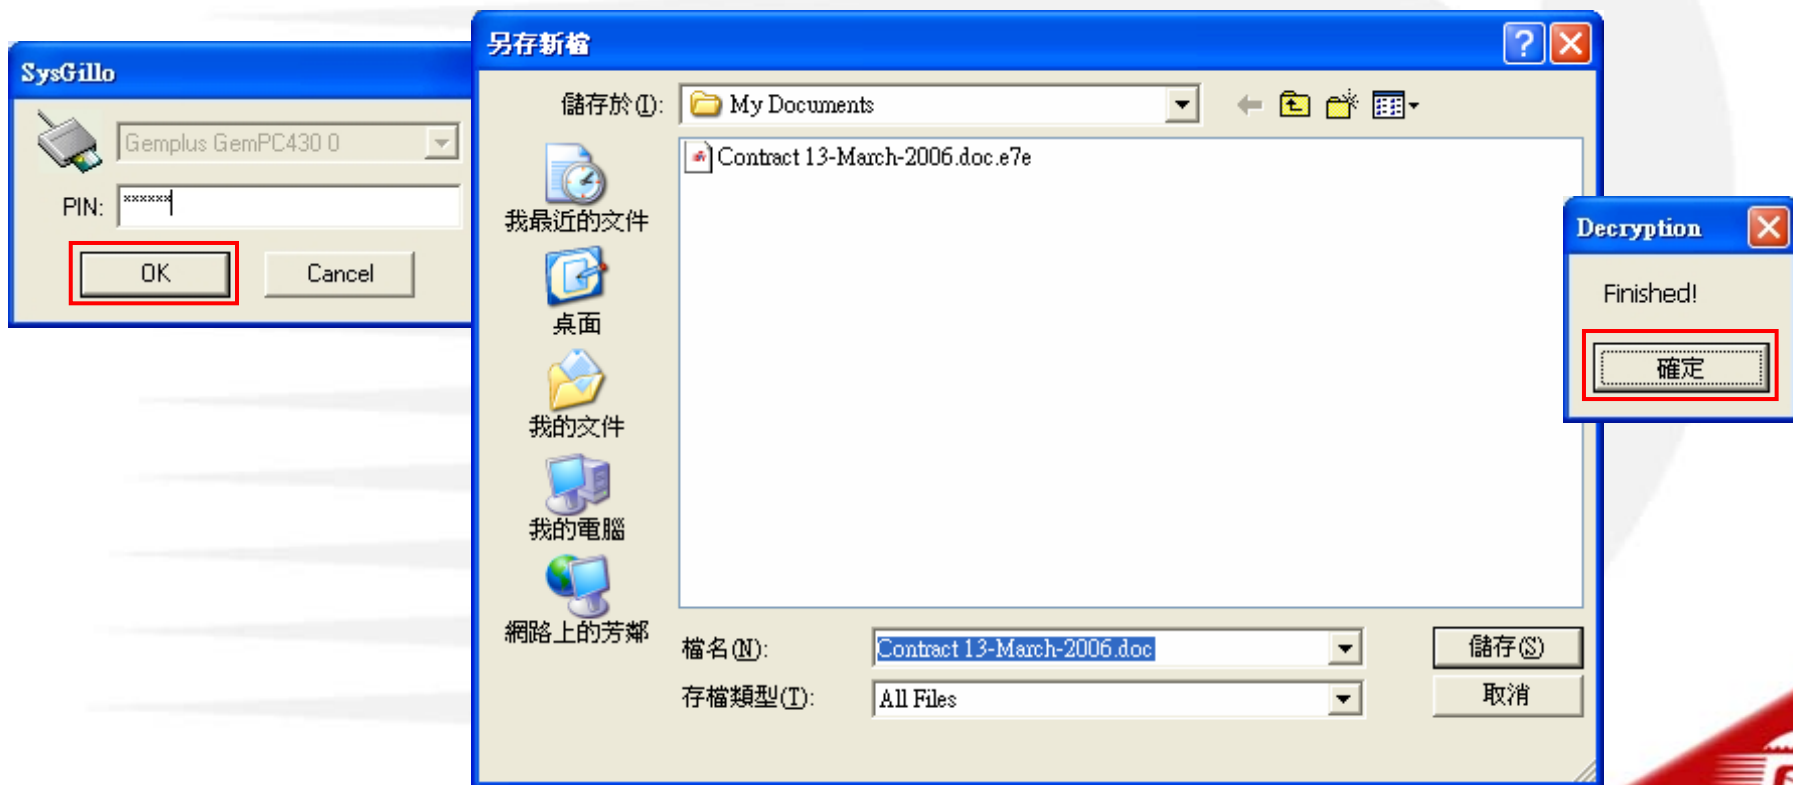 SysGillo
Gemplus GemPC430 0
PIN: ******
OK
Cancel
另存新檔
儲存於(I):
My Documents
Contract 13-March-2006.doc.e7e
我最近的文件
桌面
我的文件
我的電腦
網路上的芳鄰
檔名(N):
Contract 13-March-2006.doc
儲存(S)
存檔類型(T):
All Files
取消
Decryption
Finished!
確定